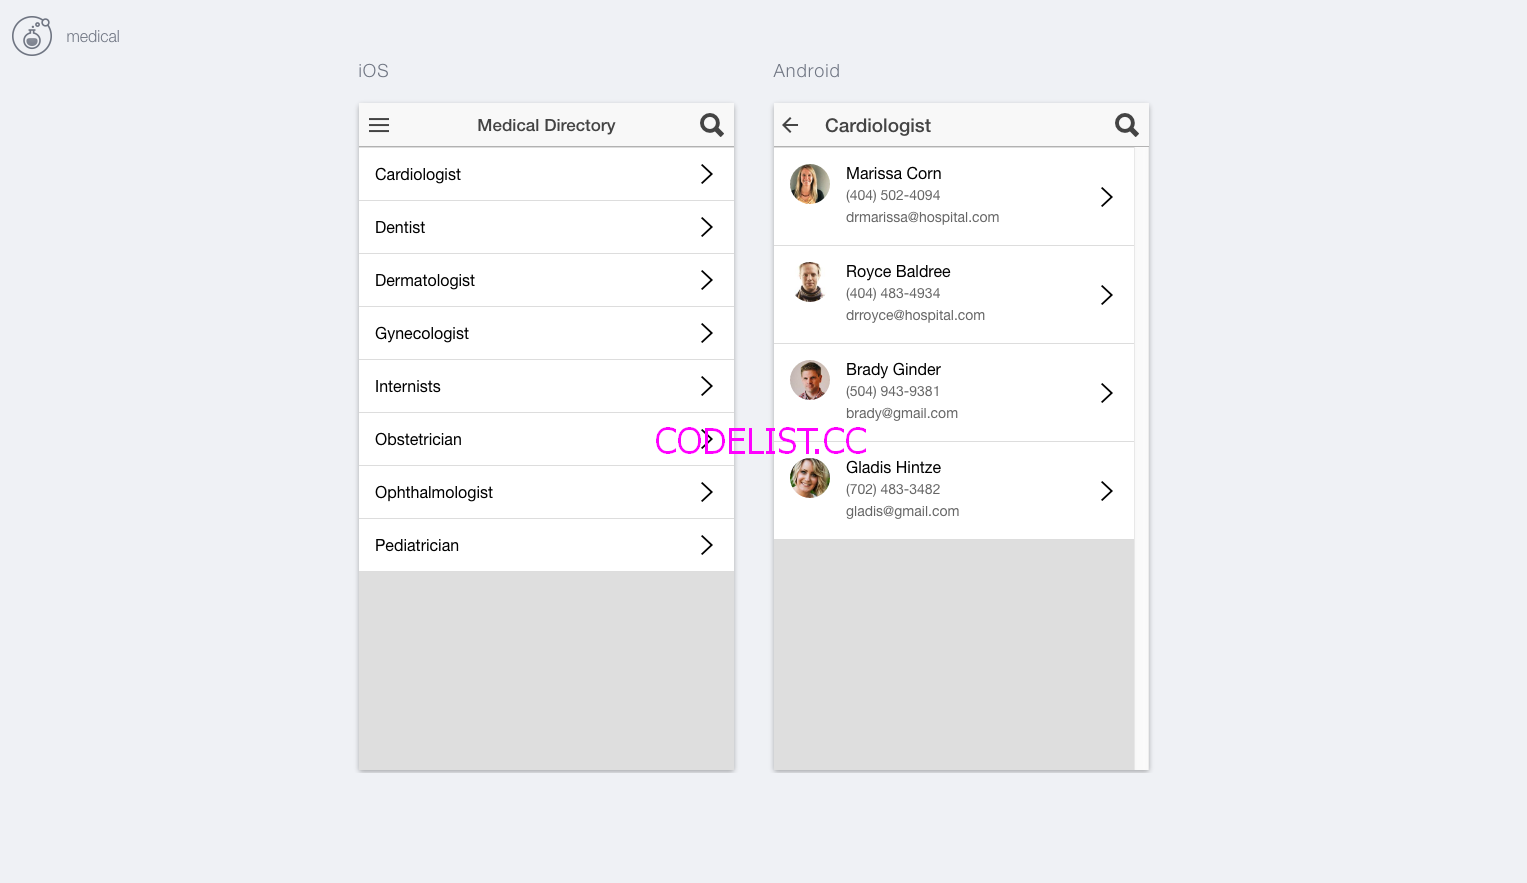 medical
iOS
Medical Directory
Cardiologist
Dentist
Dermatologist
Gynecologist
Internists
Obstetrician
Ophthalmologist
Pediatrician
Android
Cardiologist
Marissa Corn
(404) 502-4094
drmarissa@hospital.com
Royce Baldree
(404) 483-4934
drroyce@hospital.com
Brady Ginder
(504) 943-9381
brady@gmail.com
Gladis Hintze
(702) 483-3482
gladis@gmail.com
CODELIST.CC